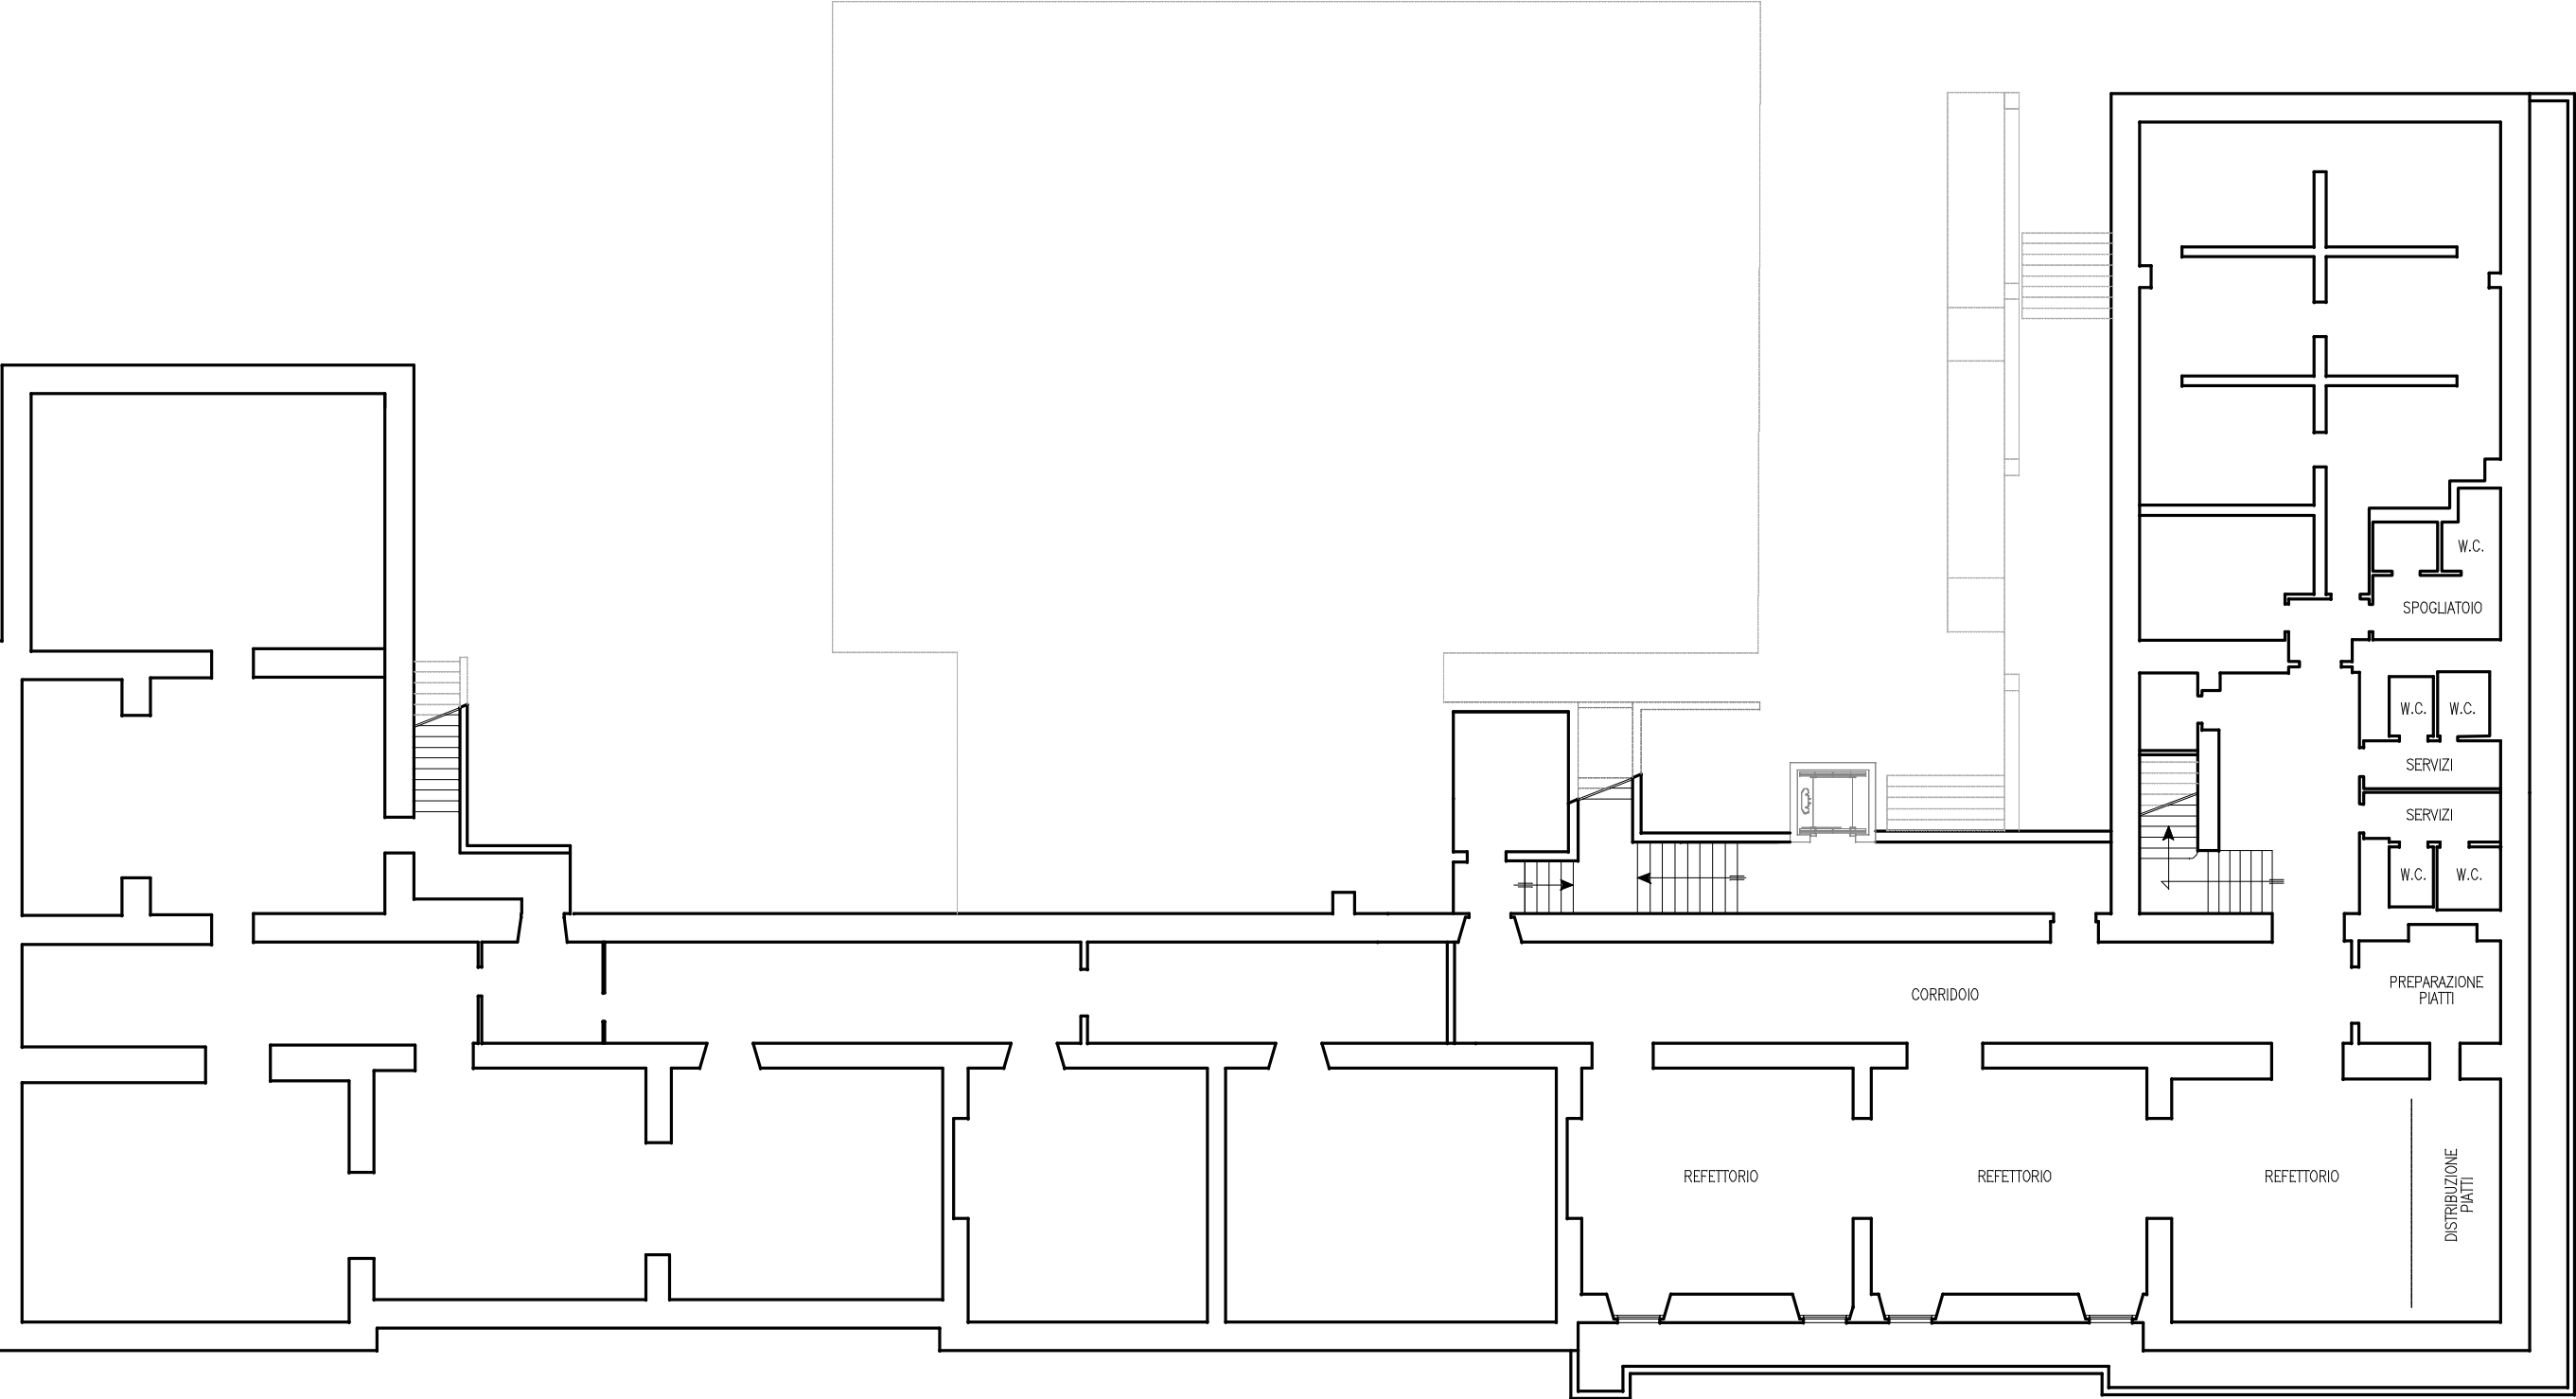 W.C.
SPOGLIATOIO
W.C.
W.C.
SERVIZI
SERVIZI
W.C.
W.C.
PREPARAZIONE
PIATTI
CORRIDOIO
REFETTORIO
REFETTORIO
REFETTORIO
DISTRIBUZIONE
PIATTI